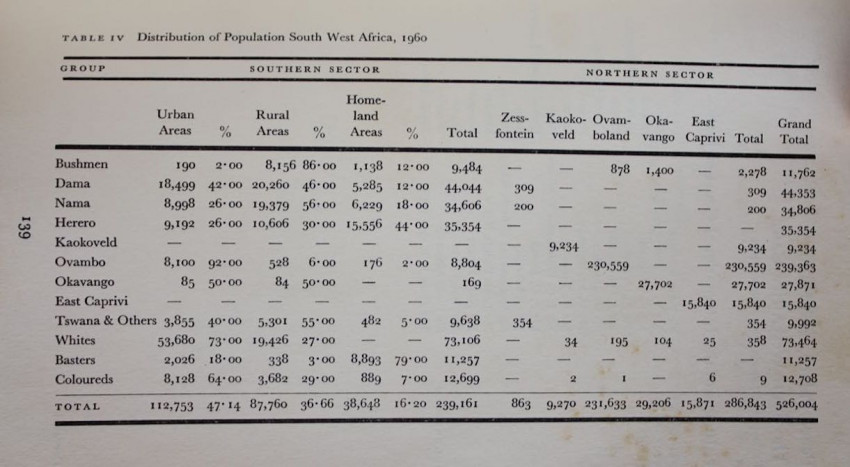 TABLE IV Distribution of Population South West Africa, 1960
GROUP SOUTHERN SECTOR NORTHERN SECTOR
Urban Areas % Rural Areas % Home-land Areas % Total Zess-fontein Kaoko-veld Ovam-boland Oka-vango East Caprivi Total Grand Total
Bushmen 190 2·00 8,156 86·00 1,138 12·00 9,484 — — 878 1,400 — 2,278 11,762
Dama 18,499 42·00 20,260 46·00 5,285 12·00 44,044 309 — — — — 309 44,353
Nama 8,998 26·00 19,379 56·00 6,229 18·00 34,606 200 — — — — 200 34,806
Herero 9,192 26·00 10,606 30·00 15,556 44·00 35,354 — — — — — — 35,354
Kaokoveld — — — — — — — — 9,234 — — — 9,234 9,234
Ovambo 8,100 92·00 528 6·00 176 2·00 8,804 — — 230,559 — — 230,559 239,363
Okavango 85 50·00 84 50·00 — — 169 — — — 27,702 — 27,702 27,871
East Caprivi — — — — — — — — — — — 15,840 15,840 15,840
Tswana & Others 3,855 40·00 5,301 55·00 482 5·00 9,638 354 — — — — 354 9,992
Whites 53,680 73·00 19,426 27·00 — — 73,106 — 34 195 104 25 358 73,464
Basters 2,026 18·00 338 3·00 8,893 79·00 11,257 — — — — — — 11,257
Coloureds 8,128 64·00 3,682 29·00 889 7·00 12,699 — 2 1 — 6 9 12,708
TOTAL 112,753 47·14 87,760 36·66 38,648 16·20 239,161 863 9,270 231,633 29,206 15,871 286,843 526,004
139